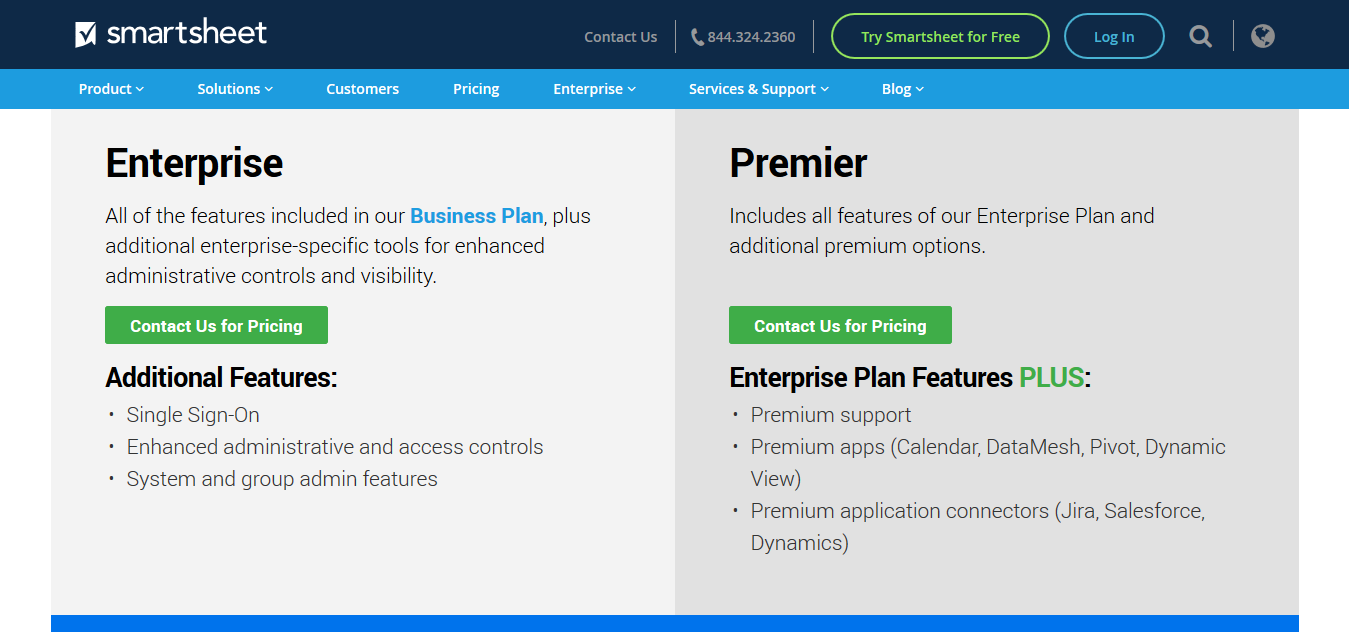 smartsheet
Contact Us
844.324.2360
Try Smartsheet for Free
Log In
Product
Solutions
Customers
Pricing
Enterprise
Services & Support
Blog
Enterprise
All of the features included in our Business Plan, plus
additional enterprise-specific tools for enhanced
administrative controls and visibility.
Contact Us for Pricing
Additional Features:
• Single Sign-On
• Enhanced administrative and access controls
• System and group admin features
Premier
Includes all features of our Enterprise Plan and
additional premium options.
Contact Us for Pricing
Enterprise Plan Features PLUS:
• Premium support
• Premium apps (Calendar, DataMesh, Pivot, Dynamic
View)
• Premium application connectors (Jira, Salesforce,
Dynamics)